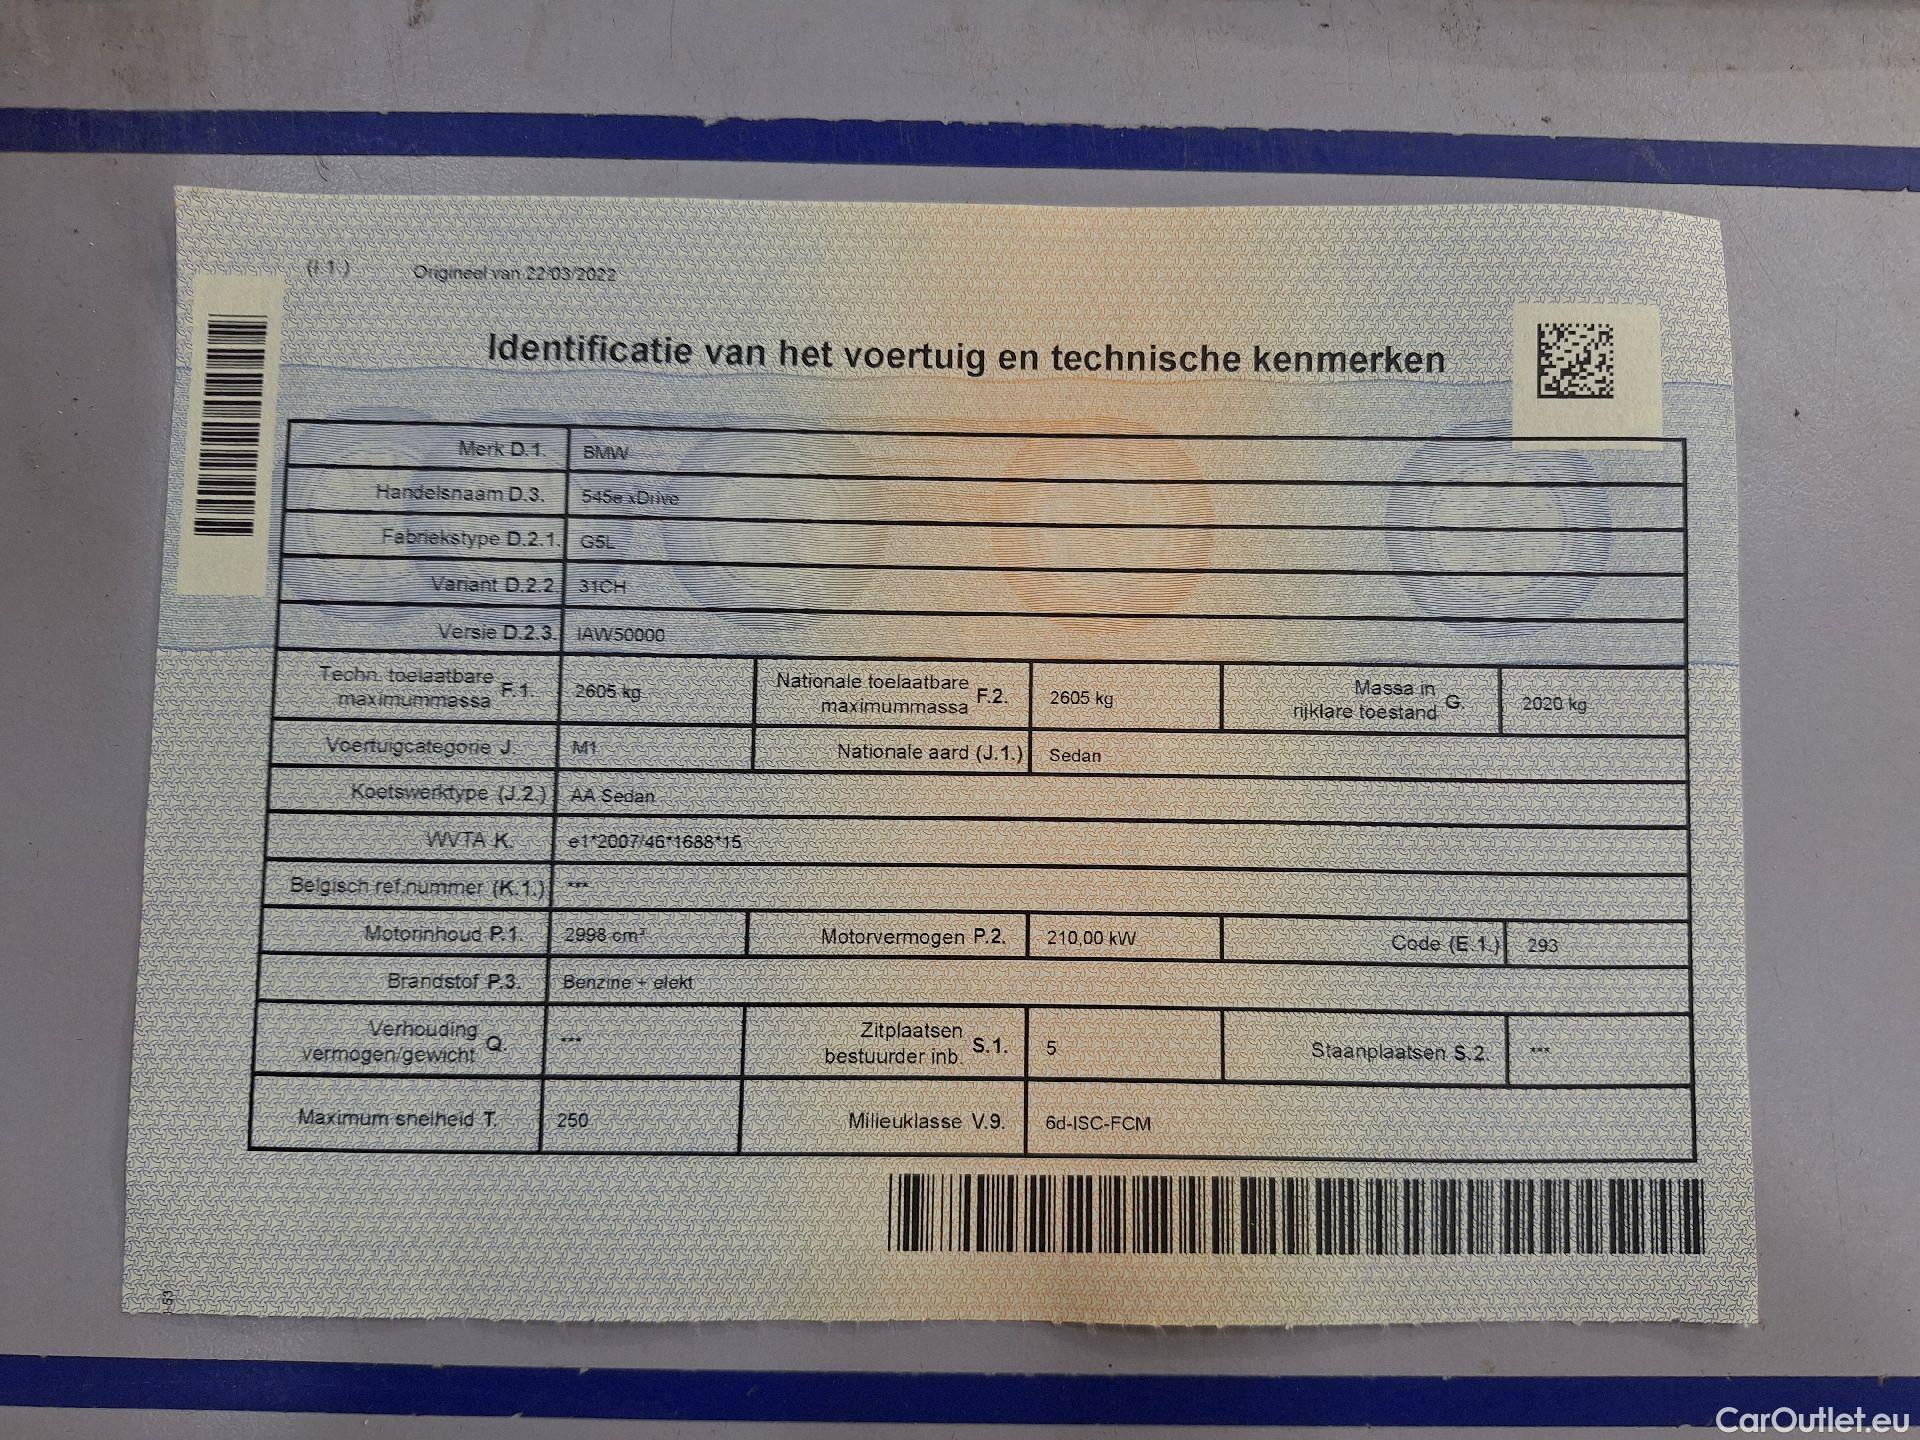 (I.1.) Origineel van 22/03/2022
Identificatie van het voertuig en technische kenmerken
Merk D.1. BMW
Handelsnaam D.3. 545e xDrive
Fabriekstype D.2.1. G5L
Variant D.2.2 31CH
Versie D.2.3. IAW50000
Techn. toelaatbare maximummassa F.1. 2605 kg Nationale toelaatbare maximummassa F.2. 2605 kg Massa in rijklare toestand G. 2020 kg
Voertuigcategorie J. M1 Nationale aard (J.1.) Sedan
Koetswerktype (J.2.) AA Sedan
WVTA K. e1*2007/46*1688*15
Belgisch ref.nummer (K.1.) ***
Motorinhoud P.1. 2998 cm³ Motorvermogen P.2. 210,00 kW Code (E.1.) 293
Brandstof P.3. Benzine + elekt
Verhouding vermogen/gewicht Q. *** Zitplaatsen bestuurder inb. S.1. 5 Staanplaatsen S.2. ***
Maximum snelheid T. 250 Milieuklasse V.9. 6d-ISC-FCM
CarOutlet.eu